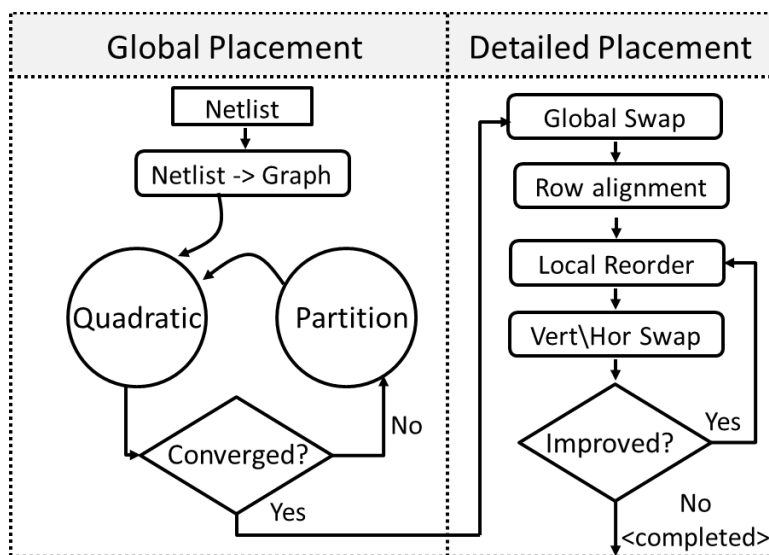 Global Placement
Detailed Placement
Netlist
Netlist -> Graph
Quadratic
Partition
Converged?
No
Yes
Global Swap
Row alignment
Local Reorder
Vert\Hor Swap
Improved?
Yes
No
<completed>